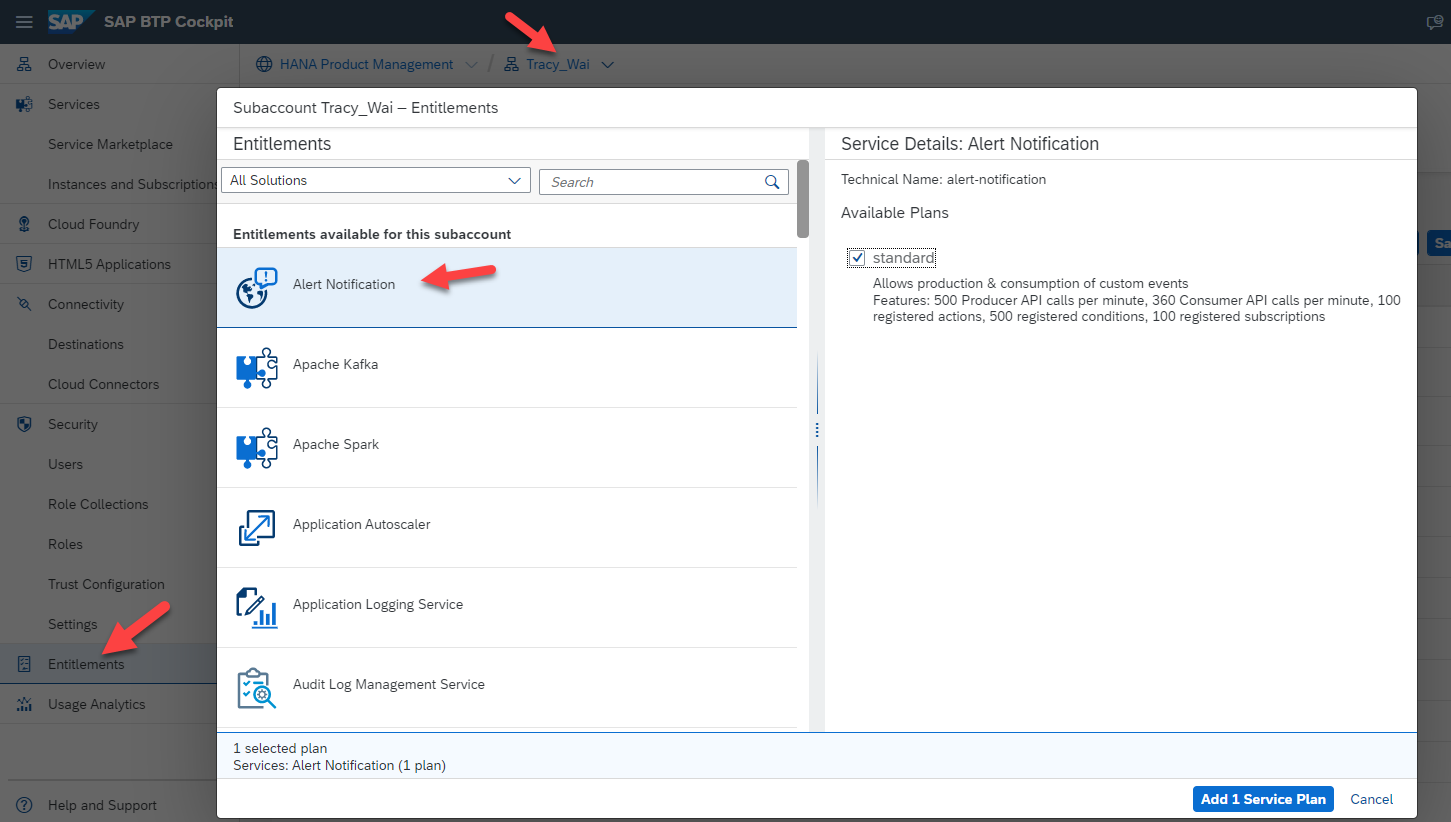 SAP SAP BTP Cockpit
Overview
Services
Service Marketplace
Instances and Subscriptions
Cloud Foundry
HTML5 Applications
Connectivity
Destinations
Cloud Connectors
Security
Users
Role Collections
Roles
Trust Configuration
Settings
Entitlements
Usage Analytics
Help and Support
HANA Product Management / Tracy_Wai
Subaccount Tracy_Wai – Entitlements
Entitlements
All Solutions
Search
Entitlements available for this subaccount
Alert Notification
Apache Kafka
Apache Spark
Application Autoscaler
Application Logging Service
Audit Log Management Service
Service Details: Alert Notification
Technical Name: alert-notification
Available Plans
standard
Allows production & consumption of custom events
Features: 500 Producer API calls per minute, 360 Consumer API calls per minute, 100
registered actions, 500 registered conditions, 100 registered subscriptions
Sa
1 selected plan
Services: Alert Notification (1 plan)
Add 1 Service Plan
Cancel